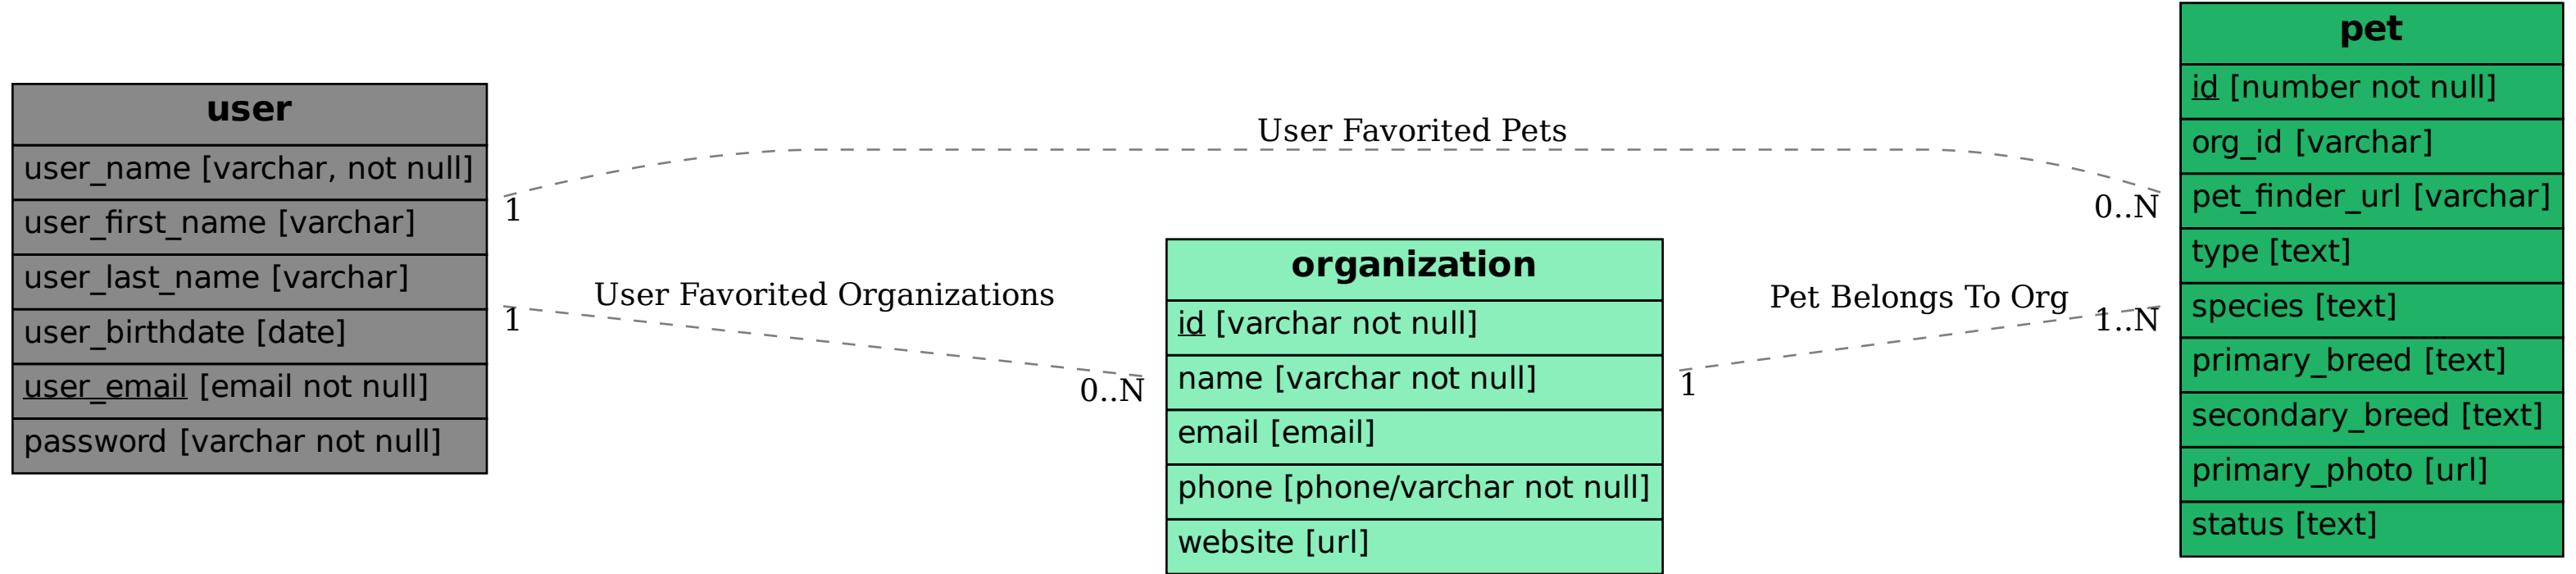 user
user_name [varchar, not null]
user_first_name [varchar]
user_last_name [varchar]
user_birthdate [date]
user_email [email not null]
password [varchar not null]
User Favorited Pets
1
0..N
User Favorited Organizations
1
0..N
organization
id [varchar not null]
name [varchar not null]
email [email]
phone [phone/varchar not null]
website [url]
Pet Belongs To Org
1
1..N
pet
id [number not null]
org_id [varchar]
pet_finder_url [varchar]
type [text]
species [text]
primary_breed [text]
secondary_breed [text]
primary_photo [url]
status [text]